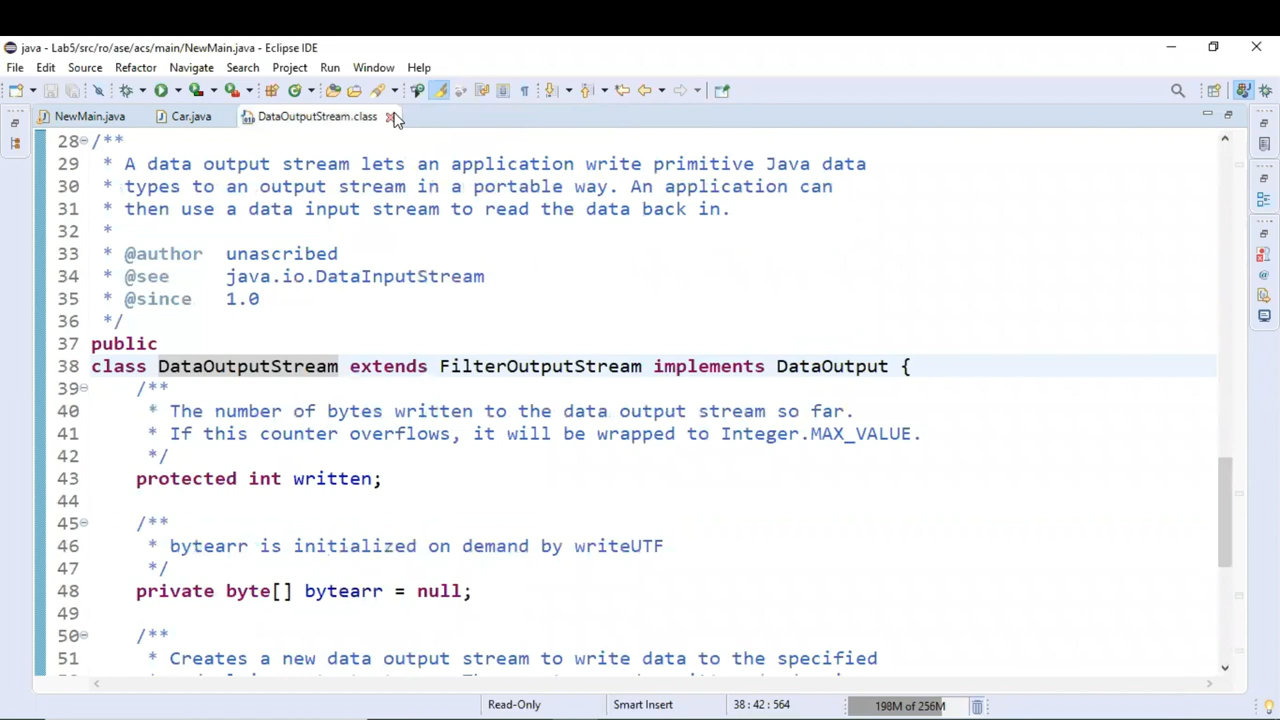 java - Lab5/src/ro/ase/acs/main/NewMain.java - Eclipse IDE
File Edit Source Refactor Navigate Search Project Run Window Help
NewMain.java Car.java DataOutputStream.class
28 /**
29 * A data output stream lets an application write primitive Java data
30 * types to an output stream in a portable way. An application can
31 * then use a data input stream to read the data back in.
32 *
33 * @author unascribed
34 * @see java.io.DataInputStream
35 * @since 1.0
36 */
37 public
38 class DataOutputStream extends FilterOutputStream implements DataOutput {
39 /**
40 * The number of bytes written to the data output stream so far.
41 * If this counter overflows, it will be wrapped to Integer.MAX_VALUE.
42 */
43 protected int written;
44
45 /**
46 * bytearr is initialized on demand by writeUTF
47 */
48 private byte[] bytearr = null;
49
50 /**
51 * Creates a new data output stream to write data to the specified
Read-Only Smart Insert 38 : 42 : 564 198M of 256M